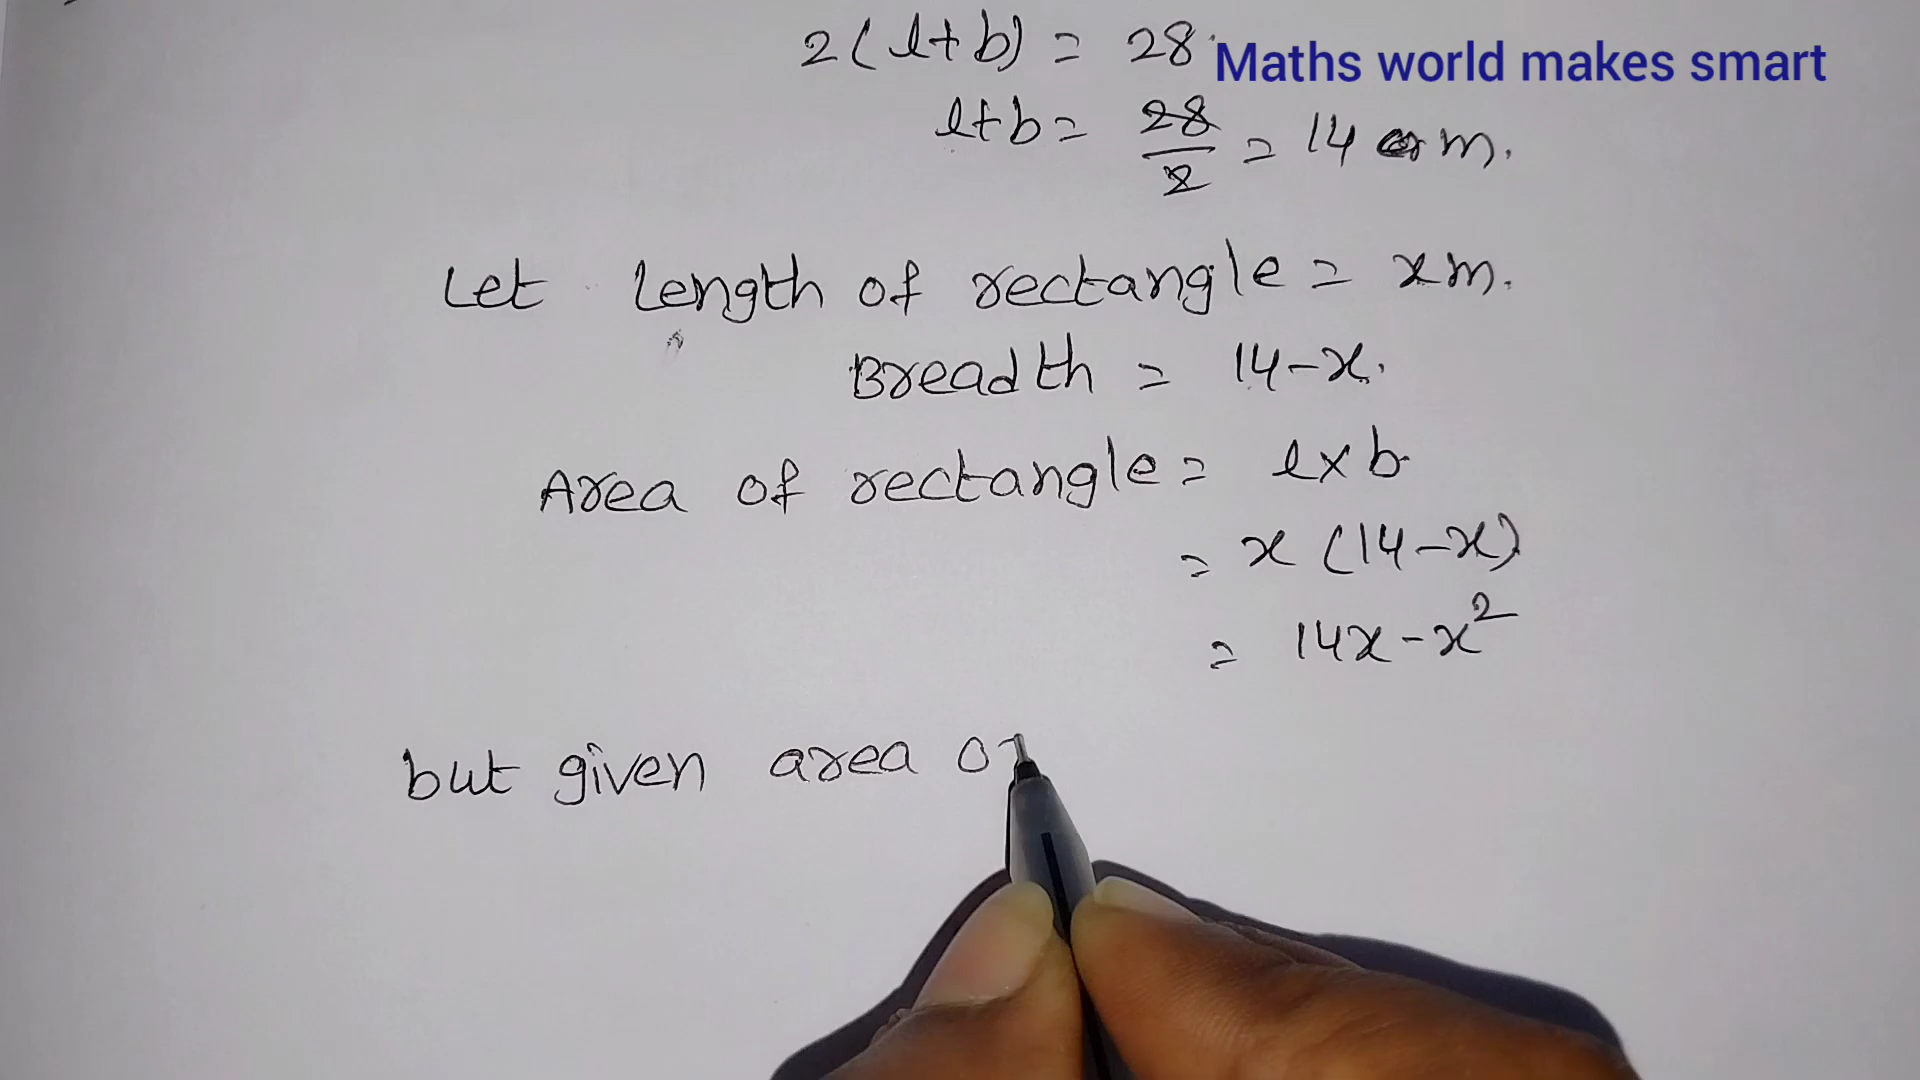 2(l+b) = 28.
Maths world makes smart
l+b = 28/2 = 14 m.
Let Length of rectangle = x m.
Breadth = 14-x.
Area of rectangle = l×b
= x (14-x)
= 14x-x²
but given area